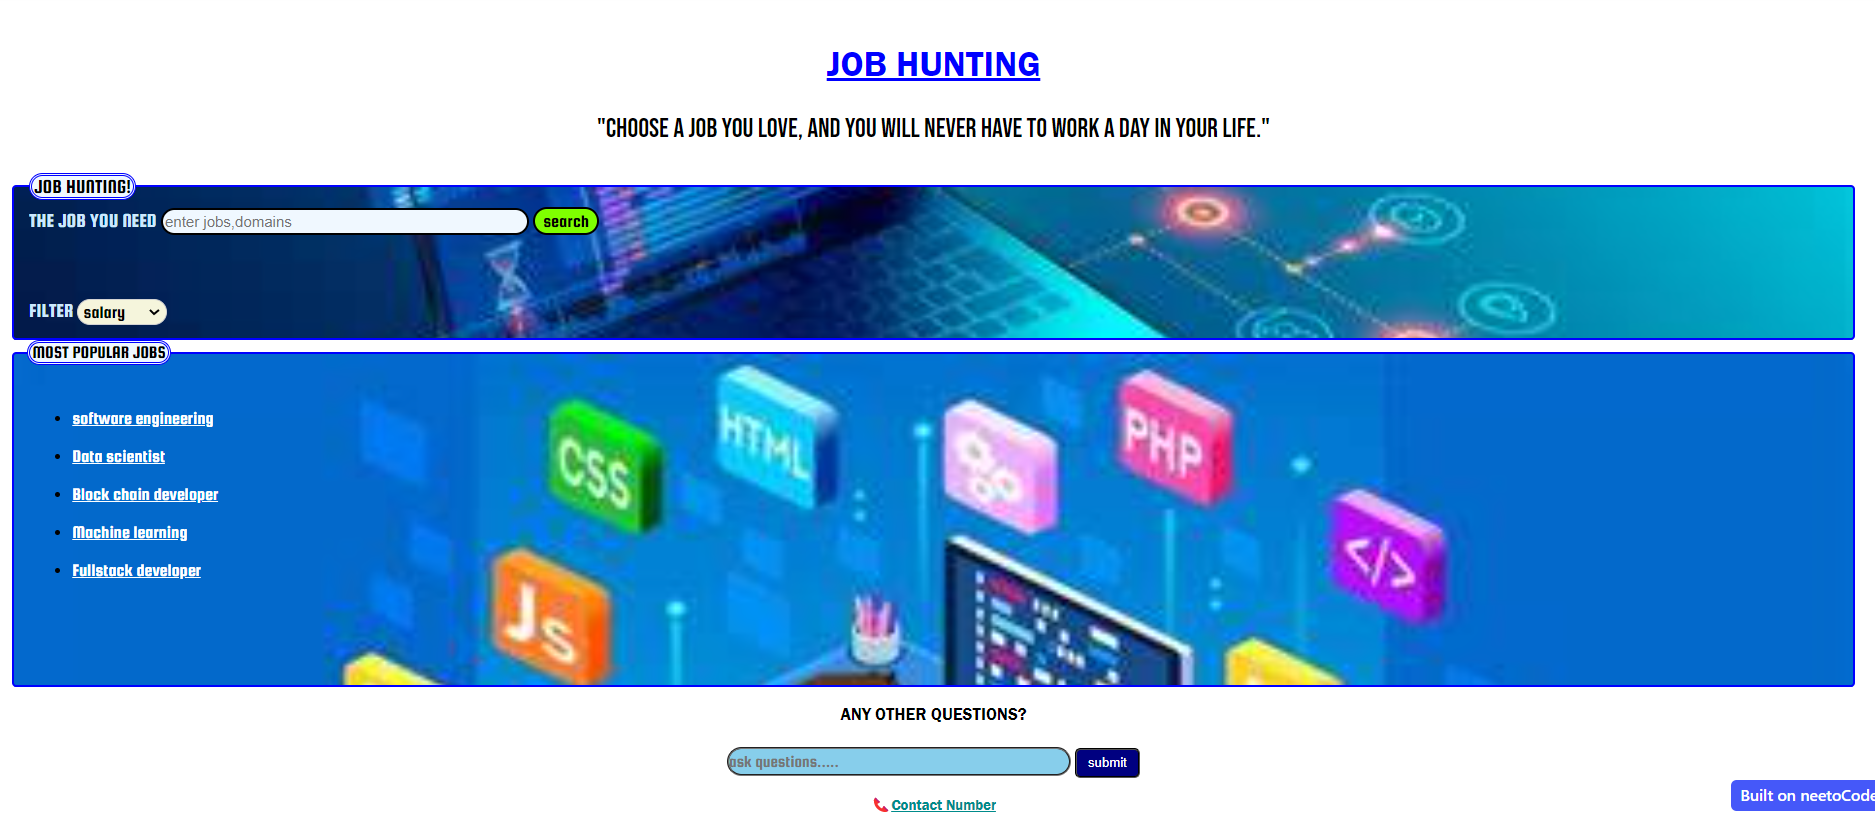 JOB HUNTING
"CHOOSE A JOB YOU LOVE, AND YOU WILL NEVER HAVE TO WORK A DAY IN YOUR LIFE."
JOB HUNTING!
THE JOB YOU NEED enter jobs,domains search
FILTER salary
MOST POPULAR JOBS
software engineering
Data scientist
Block chain developer
Machine learning
Fullstack developer
CSS
HTML
PHP
</>
Js
ANY OTHER QUESTIONS?
ask questions..... submit
Contact Number
Built on neetoCode